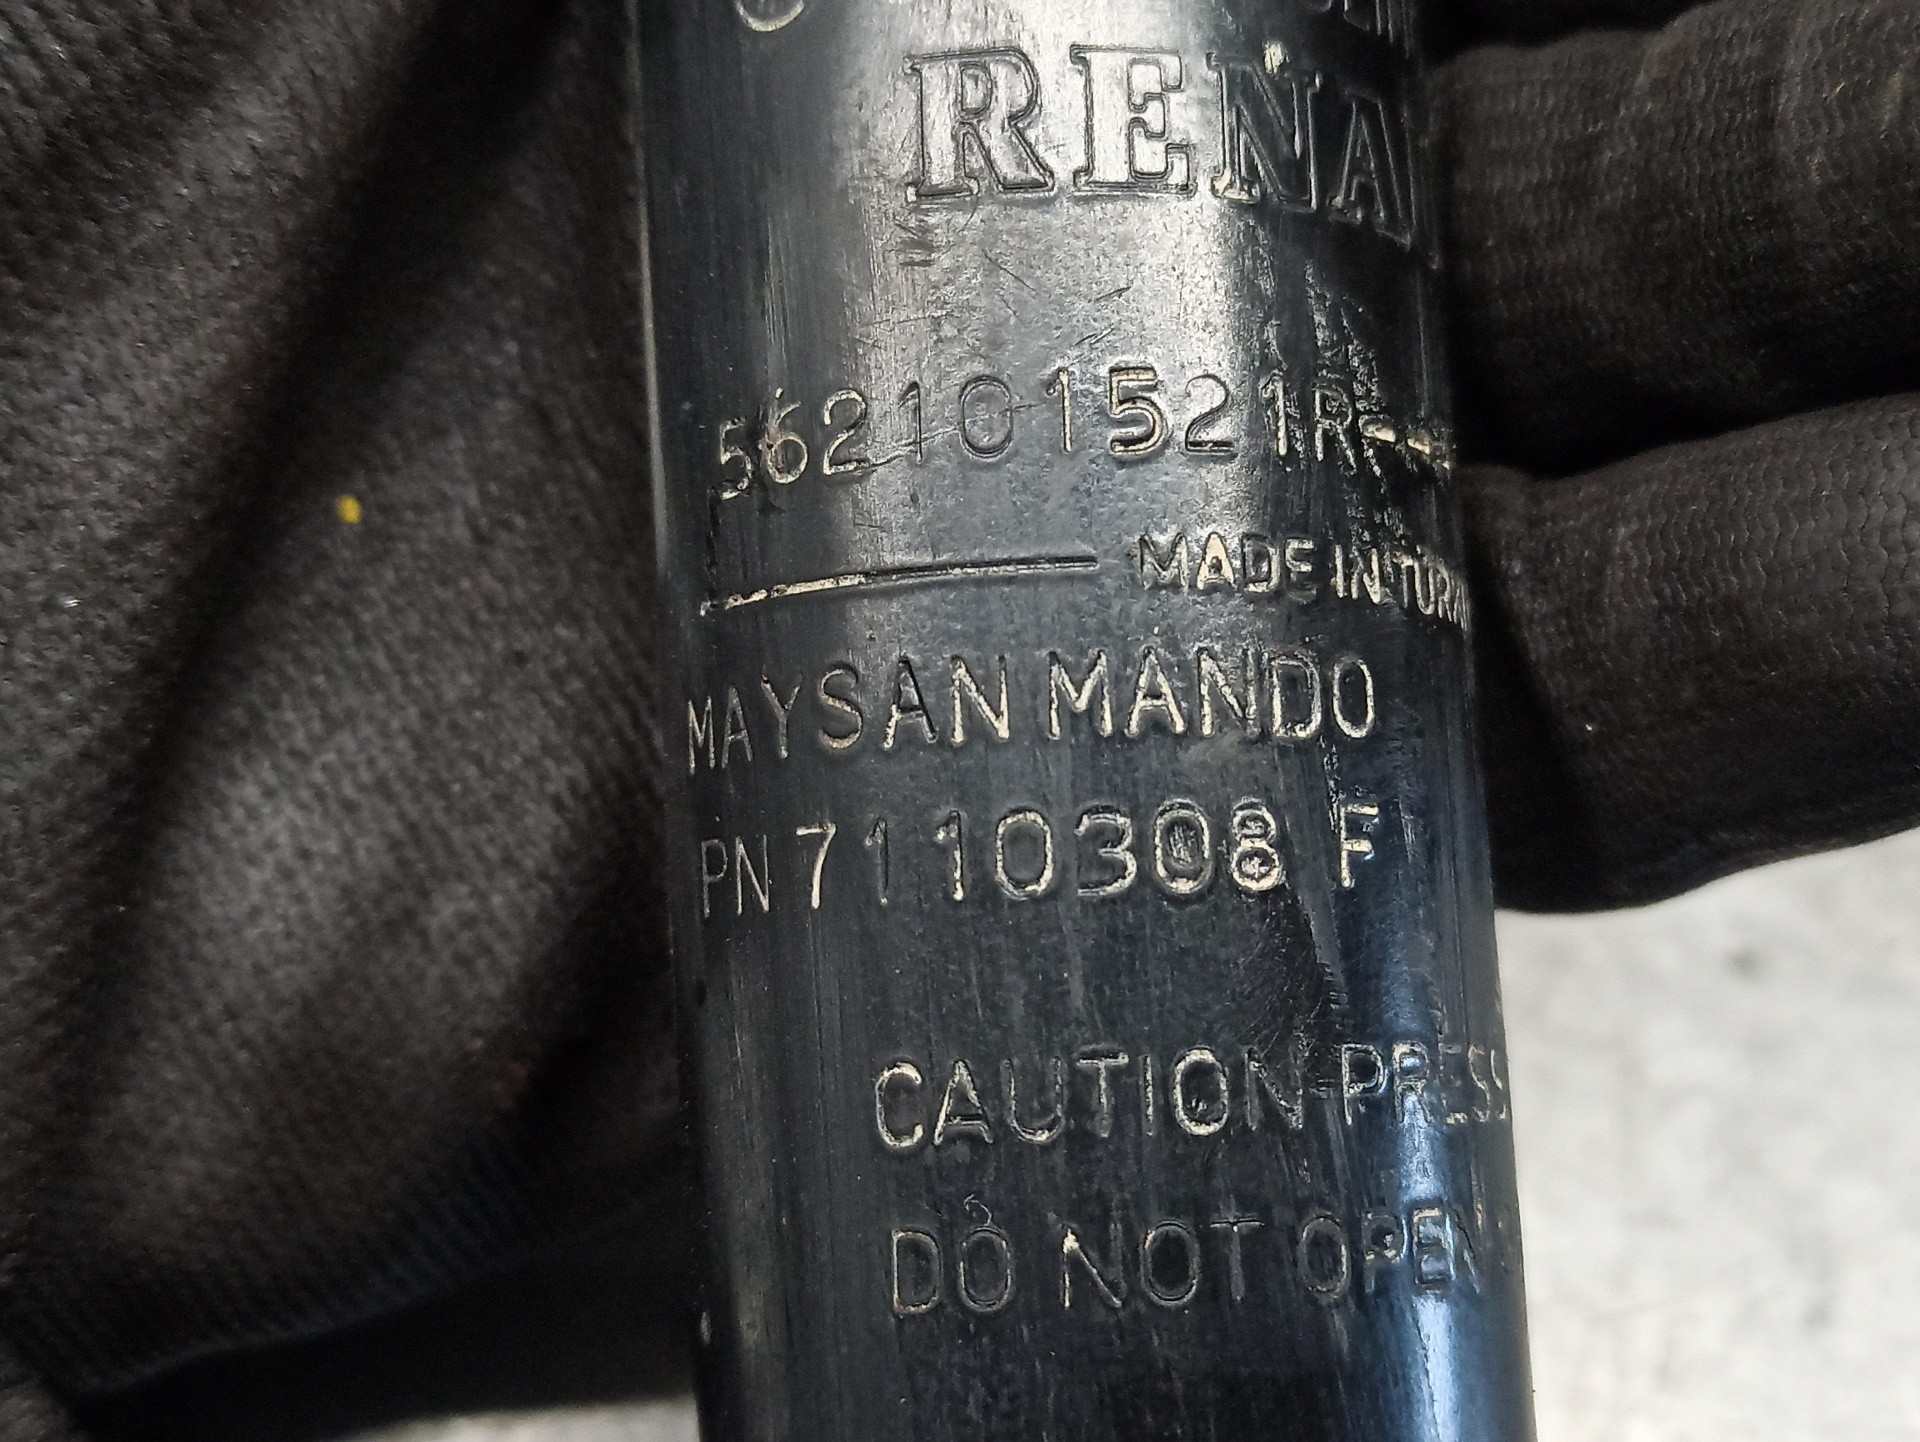 RENA
562101521R--
MADE IN TURK
MAYSAN MANDO
PN 7110308 F
CAUTION-PRESS
DO NOT OPEN